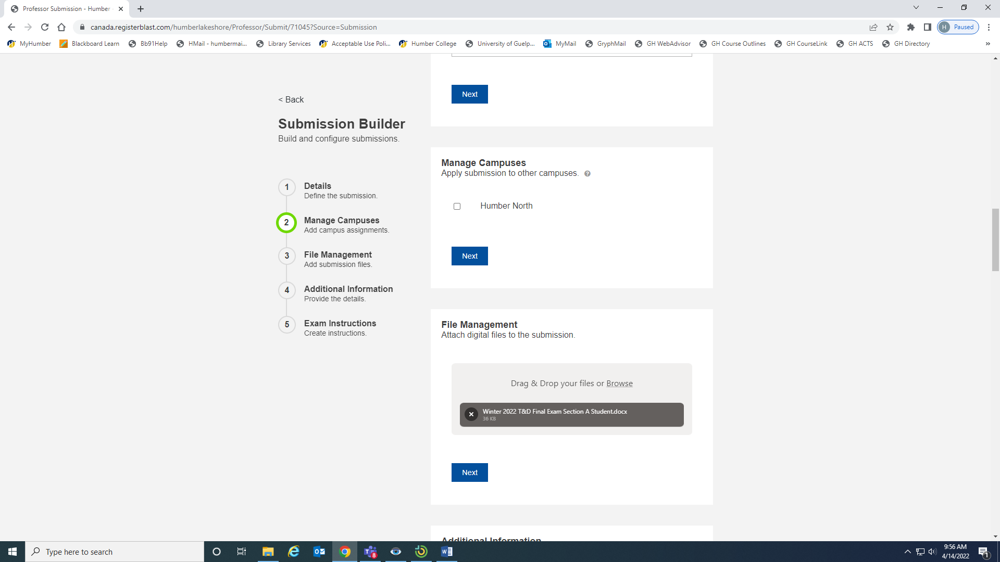 Professor Submission - Humber
canada.registerblast.com/humberlakeshore/Professor/Submit/71045?Source=Submission
H Paused
MyHumber Blackboard Learn Bb91Help HMail - humbermai... Library Services Acceptable Use Poli... Humber College University of Guelp... MyMail GryphMail GH WebAdvisor GH Course Outlines GH CourseLink GH ACTS GH Directory »
Next
< Back
Submission Builder
Build and configure submissions.
1 Details
Define the submission.
2 Manage Campuses
Add campus assignments.
3 File Management
Add submission files.
4 Additional Information
Provide the details.
5 Exam Instructions
Create instructions.
Manage Campuses
Apply submission to other campuses. ?
Humber North
Next
File Management
Attach digital files to the submission.
Drag & Drop your files or Browse
Winter 2022 T&D Final Exam Section A Student.docx
36 KB
Next
Additional Information
Type here to search
8
9:56 AM
4/14/2022
1